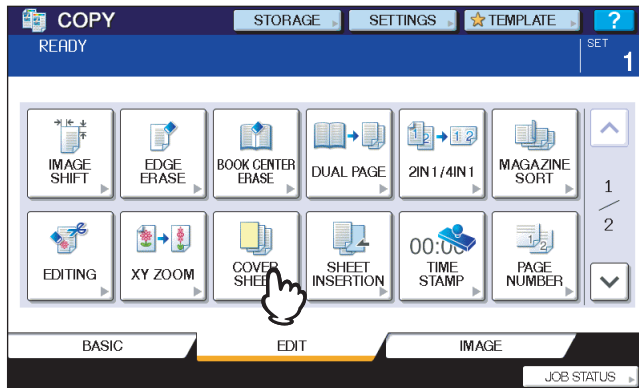 COPY
STORAGE
SETTINGS
TEMPLATE
?
READY
SET
1
IMAGE
SHIFT
EDGE
ERASE
BOOK CENTER
ERASE
DUAL PAGE
2IN1/4IN1
MAGAZINE
SORT
1
2
EDITING
XY ZOOM
COVER
SHEET
SHEET
INSERTION
00:00
TIME
STAMP
PAGE
NUMBER
BASIC
EDIT
IMAGE
JOB STATUS